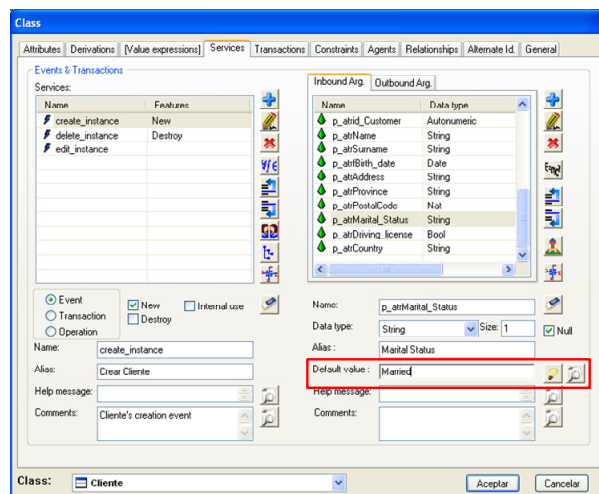 Class
Attributes Derivations (Value expressions) Services Transactions Constraints Agents Relationships Alternate Id. General
Events & Transactions
Services:
Name Features
create_instance New
delete_instance Destroy
edit_instance
Inbound Arg. Outbound Arg.
Name Data type
p_atrid_Customer Autonumeric
p_atrName String
p_atrSurname String
p_atrfBirth_date Date
p_atrAddress String
p_atrProvince String
p_atrPostalCode Nat
p_atrMarital_Status String
p_atrDriving_license Bool
p_atrCountry String
Event
Transaction
Operation
New
Destroy
Internal use
Name: create_instance
Alias: Crear Cliente
Help message:
Comments: Cliente's creation event
Name: p_atrMarital_Status
Data type: String Size: 1 Null
Alias : Marital Status
Default value : Married
Help message:
Comments:
Class: Cliente
Aceptar Cancelar